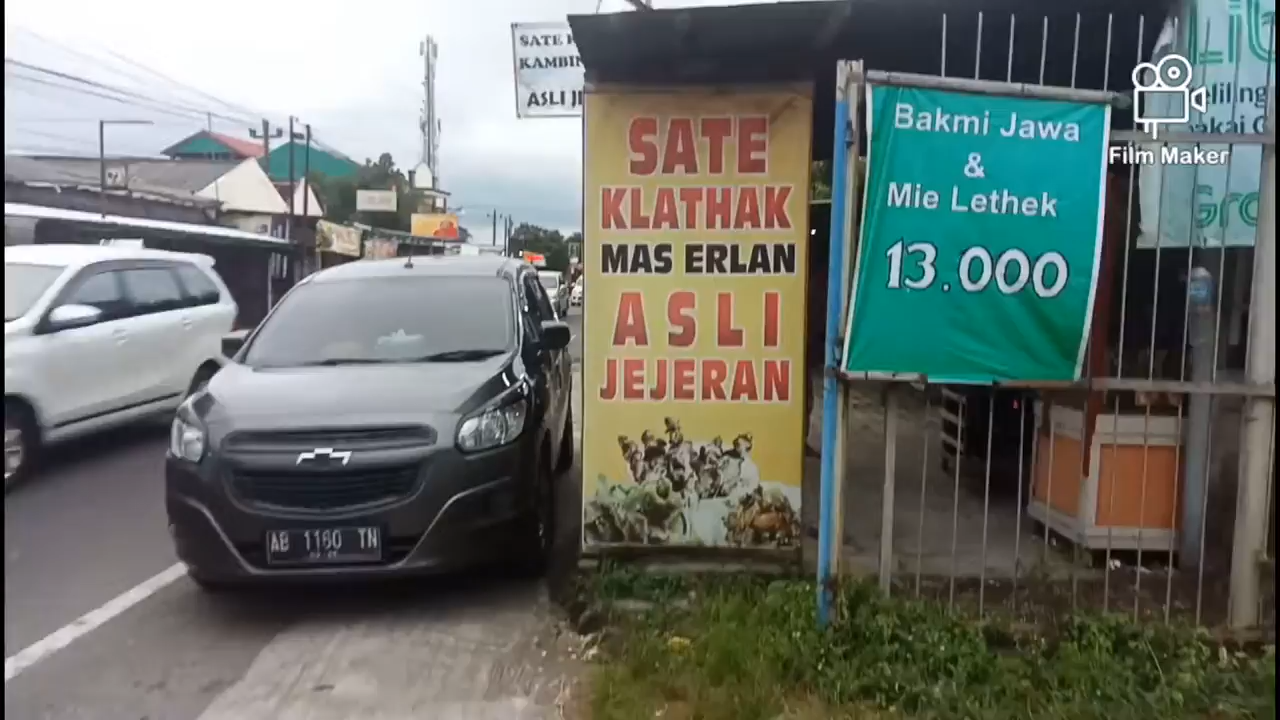 SATE
KAMBIN
ASLI JE
SATE
KLATHAK
MAS ERLAN
ASLI
JEJERAN
Bakmi Jawa
&
Mie Lethek
13.000
Film Maker
AB 1160 TN